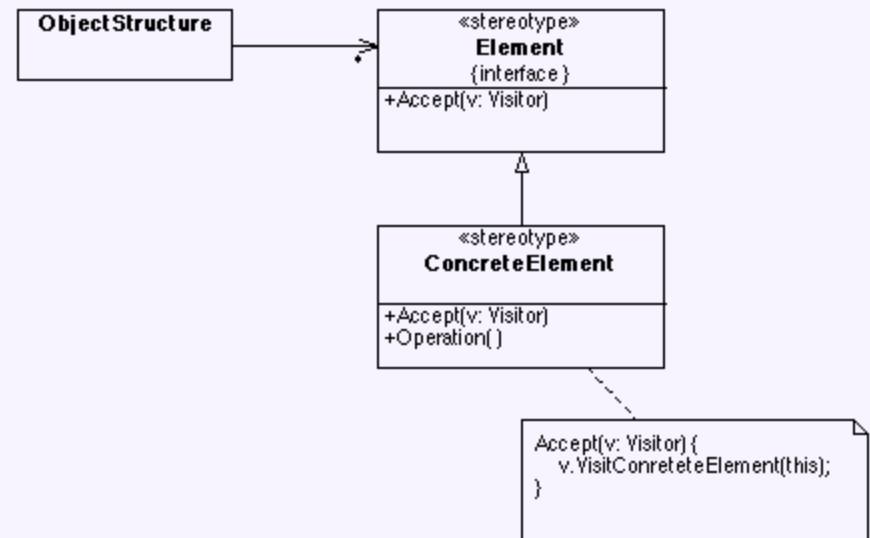 ObjectStructure
«stereotype»
Element
{interface}
+Accept(v: Visitor)
«stereotype»
ConcreteElement
+Accept(v: Visitor)
+Operation()
Accept(v: Visitor) {
v.VisitConreteteElement(this);
}